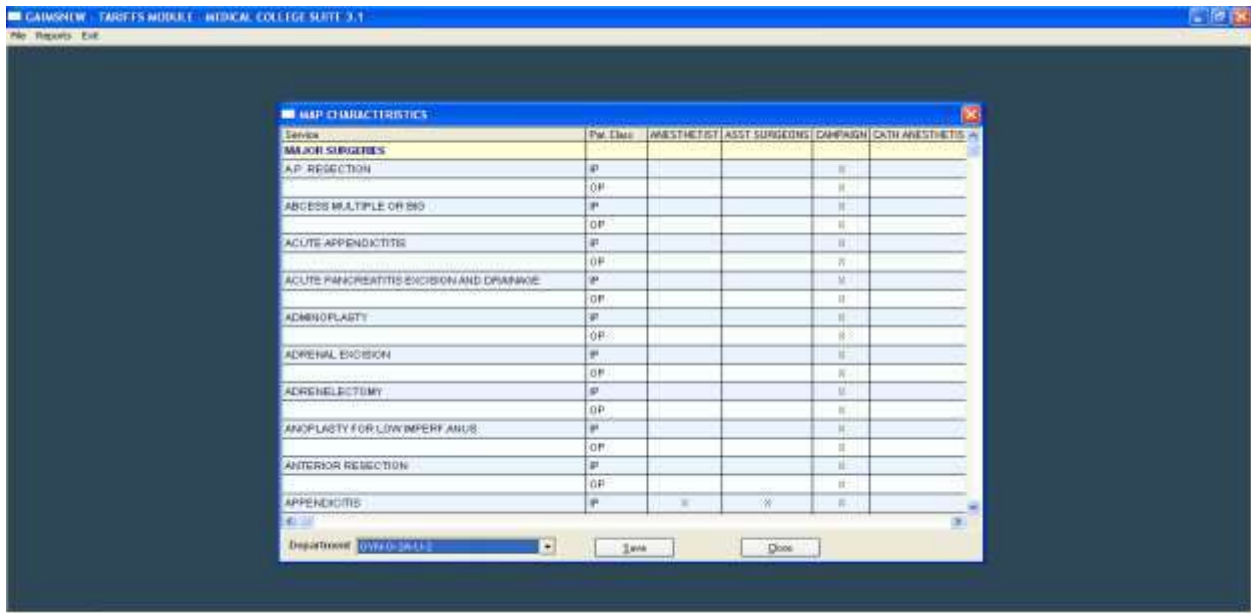 GAIMSNEW - TARIFFS MODULE - MEDICAL COLLEGE SUITE 3.1
File Reports Exit
MAP CHARACTERISTICS
Service Pat. Class ANESTHETIST ASST SURGEONS CAMPAIGN CATH ANESTHETIS
MAJOR SURGERIES
A.P. RESECTION IP X
OP X
ABCESS MULTIPLE OR BIG IP X
OP X
ACUTE APPENDICTITIS IP X
OP X
ACUTE PANCREATITIS EXCISION AND DRAINAGE IP X
OP X
ADMINOPLASTY IP X
OP X
ADRENAL EXCISION IP X
OP X
ADRENELECTOMY IP X
OP X
ANOPLASTY FOR LOW IMPERF ANUS IP X
OP X
ANTERIOR RESECTION IP X
OP X
APPENDICITIS IP X X X
Department Save Close